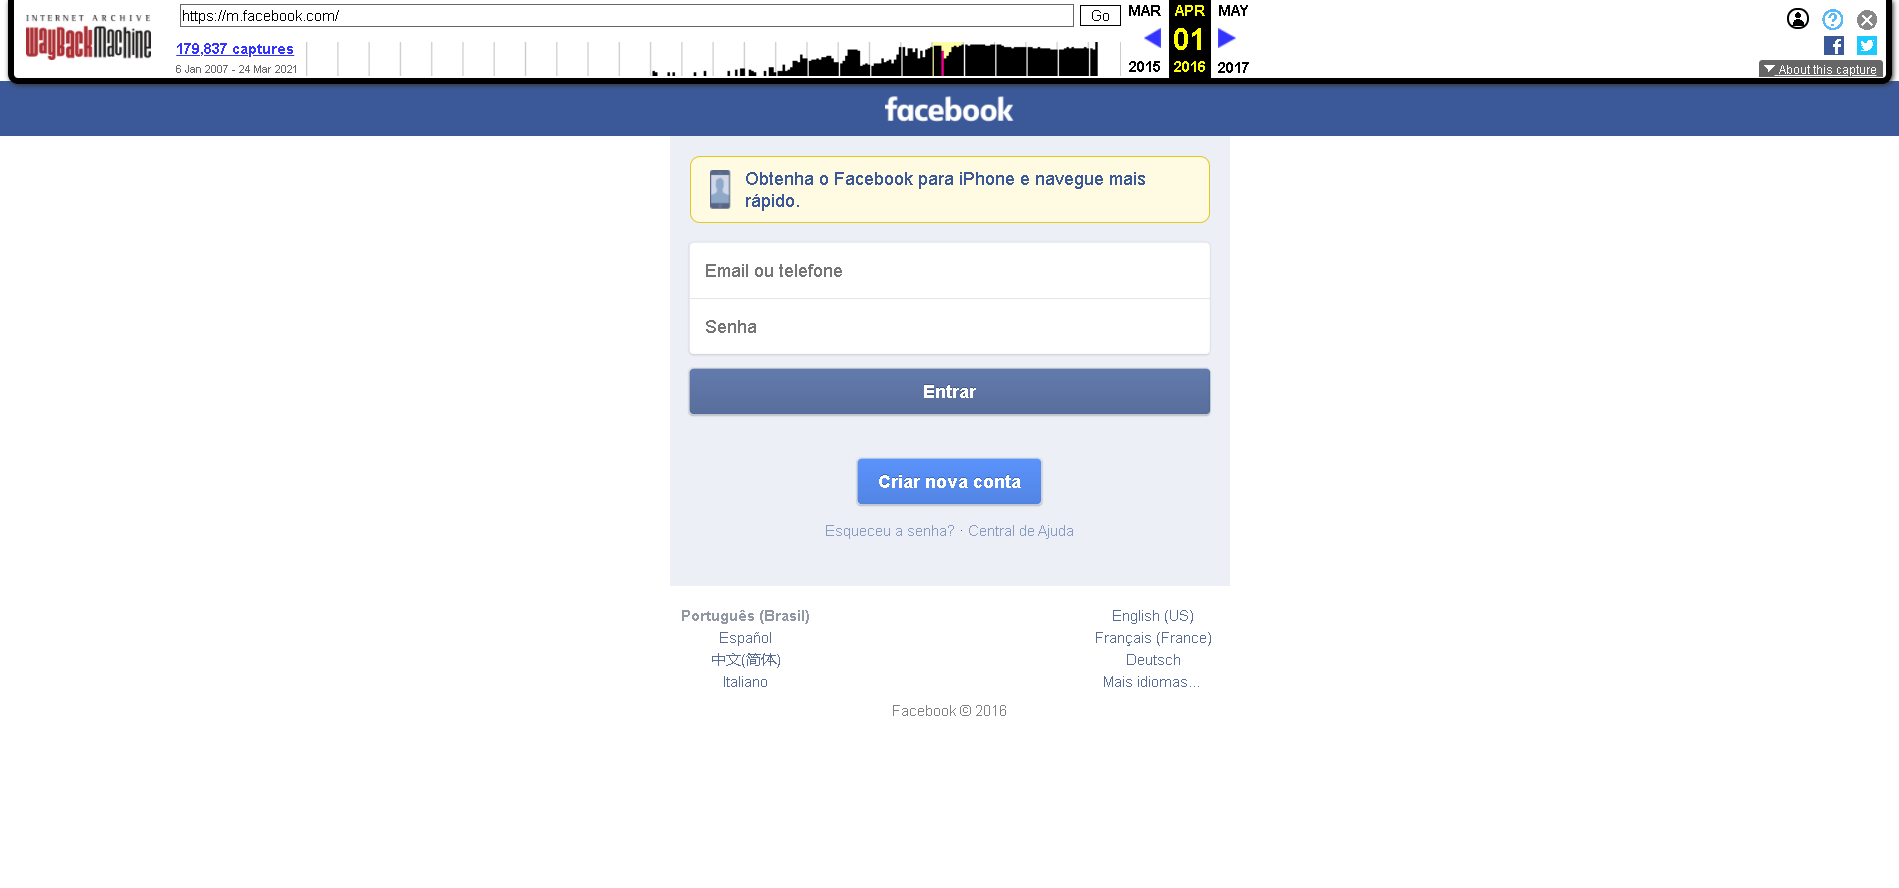 INTERNET ARCHIVE
WayBackMachine
https://m.facebook.com/
Go
179,837 captures
6 Jan 2007 - 24 Mar 2021
MAR APR MAY
01
2015 2016 2017
About this capture
facebook
Obtenha o Facebook para iPhone e navegue mais
rápido.
Email ou telefone
Senha
Entrar
Criar nova conta
Esqueceu a senha? · Central de Ajuda
Português (Brasil) English (US)
Español Français (France)
中文(简体) Deutsch
Italiano Mais idiomas...
Facebook © 2016